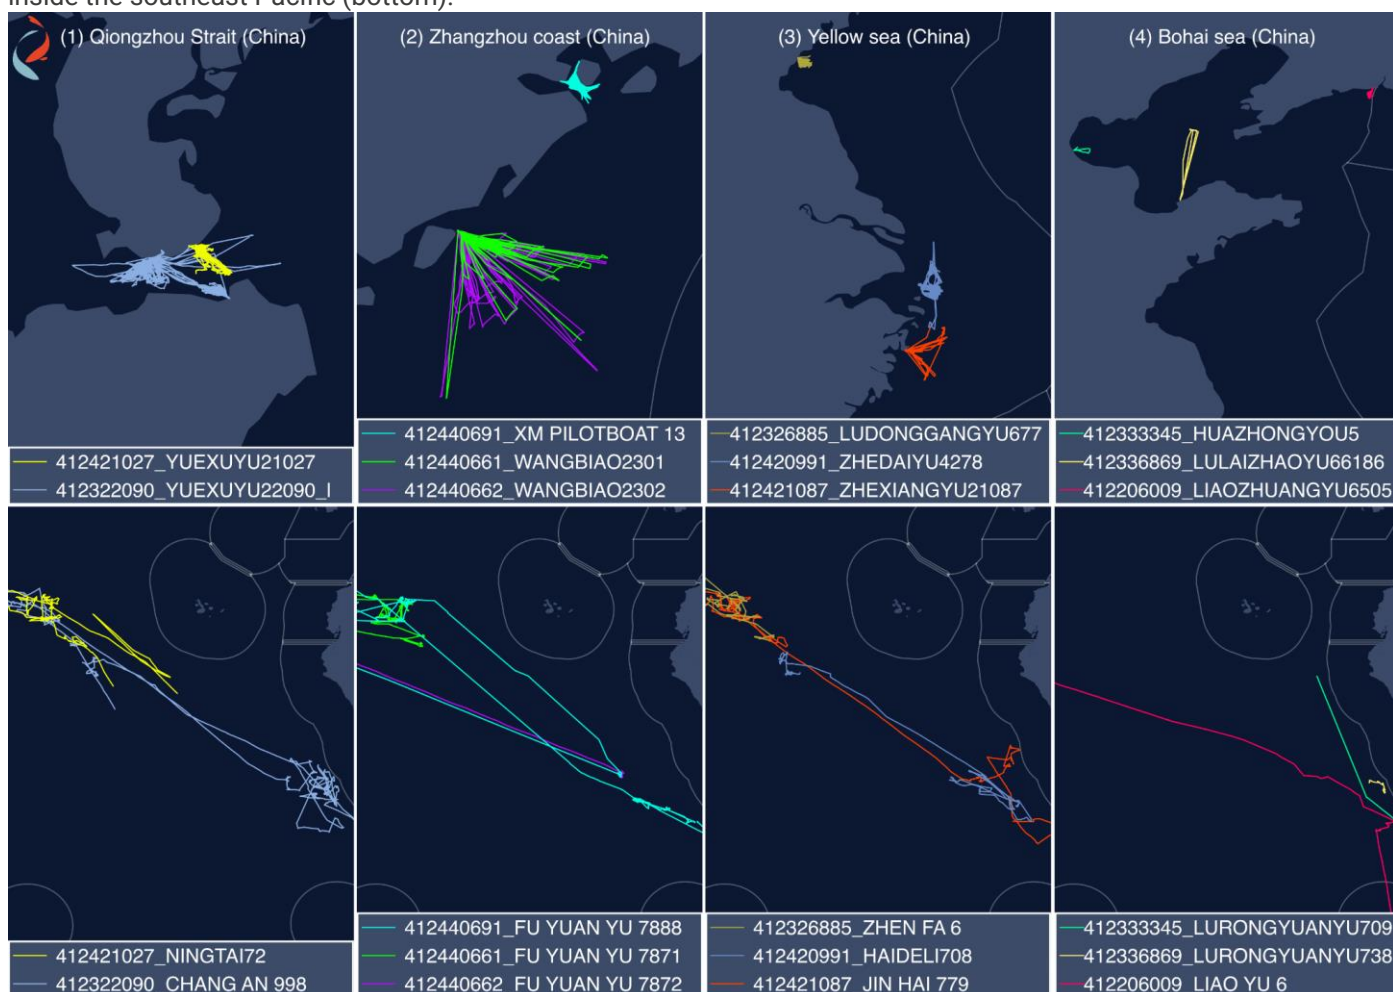 inside the southeast Pacific (bottom).
(1) Qiongzhou Strait (China)
(2) Zhangzhou coast (China)
(3) Yellow sea (China)
(4) Bohai sea (China)
412421027_YUEXUYU21027
412322090_YUEXUYU22090_I
412440691_XM PILOTBOAT 13
412440661_WANGBIAO2301
412440662_WANGBIAO2302
412326885_LUDONGGANGYU677
412420991_ZHEDAIYU4278
412421087_ZHEXIANGYU21087
412333345_HUAZHONGYOU5
412336869_LULAIZHAOYU66186
412206009_LIAOZHUANGYU6505
412421027_NINGTAI72
412322090_CHANG AN 998
412440691_FU YUAN YU 7888
412440661_FU YUAN YU 7871
412440662_FU YUAN YU 7872
412326885_ZHEN FA 6
412420991_HAIDELI708
412421087_JIN HAI 779
412333345_LURONGYUANYU709
412336869_LURONGYUANYU738
412206009_LIAO YU 6